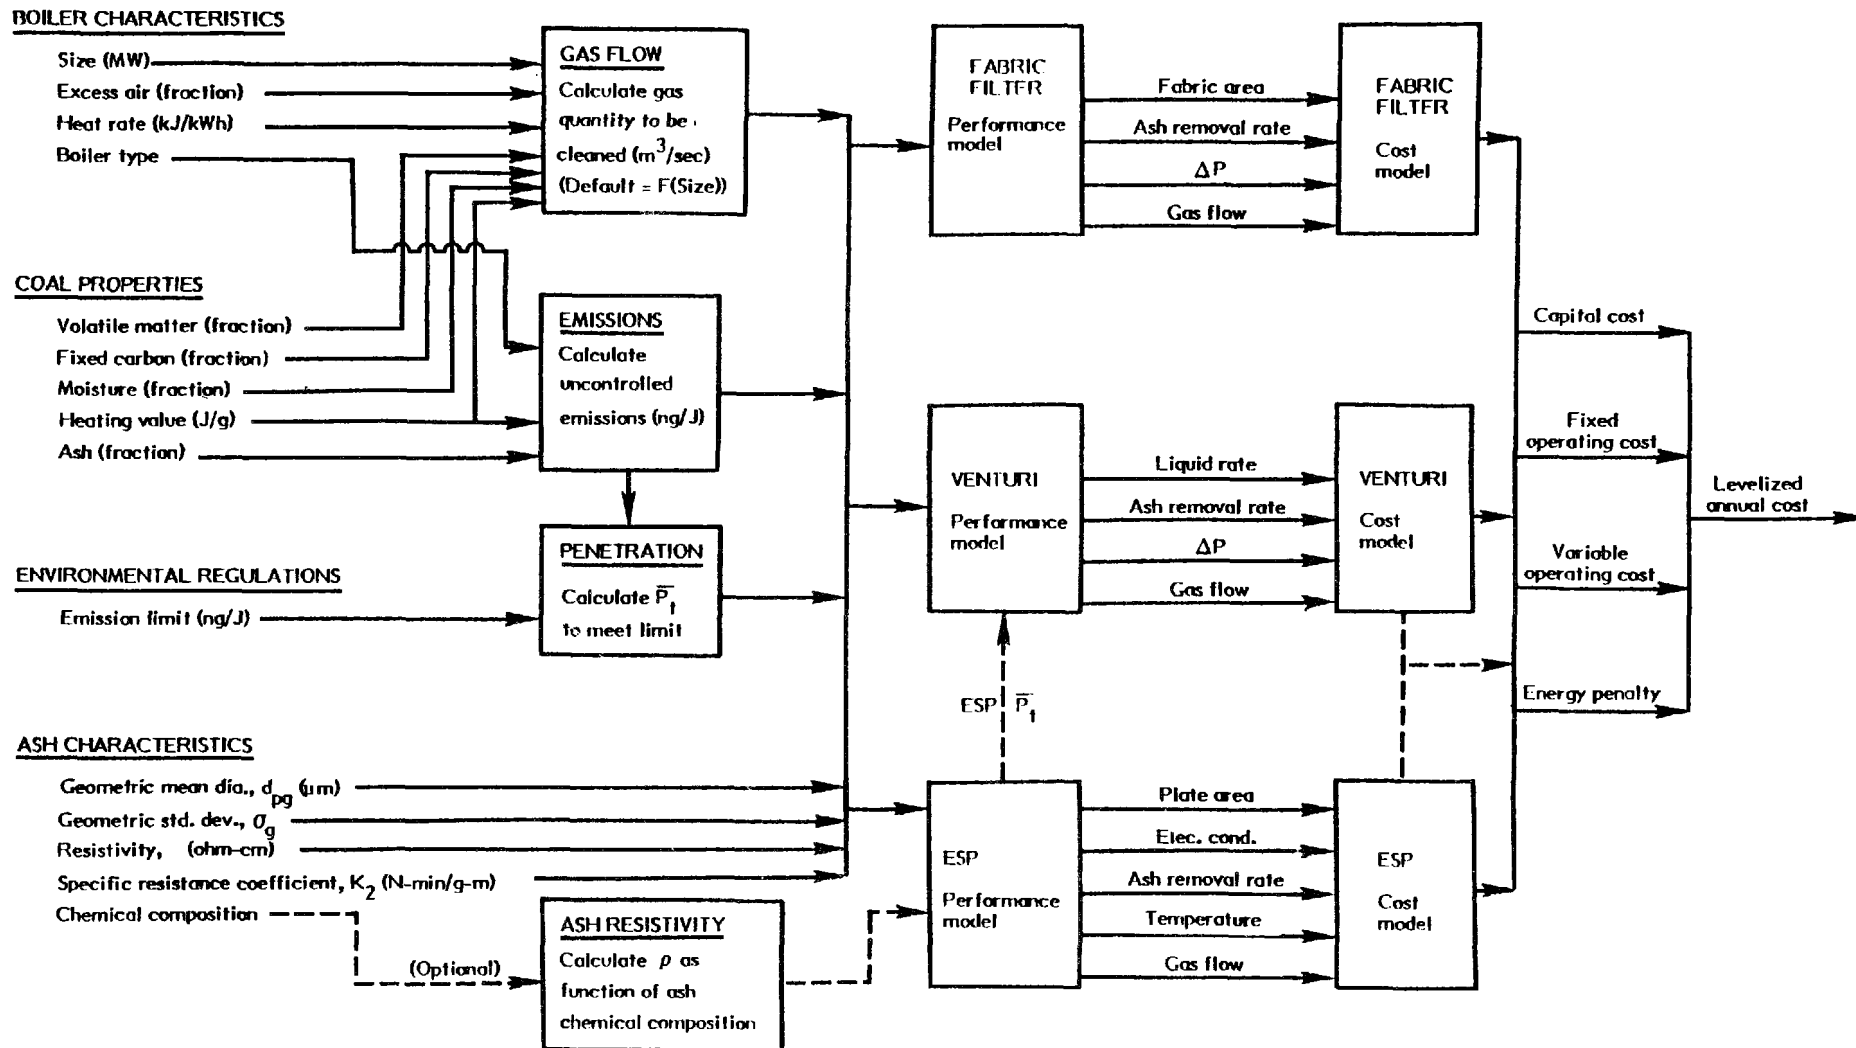 BOILER CHARACTERISTICS
Size (MW)
Excess air (fraction)
Heat rate (kJ/kWh)
Boiler type
COAL PROPERTIES
Volatile matter (fraction)
Fixed carbon (fraction)
Moisture (fraction)
Heating value (J/g)
Ash (fraction)
ENVIRONMENTAL REGULATIONS
Emission limit (ng/J)
ASH CHARACTERISTICS
Geometric mean dia., d_pg (μm)
Geometric std. dev., σ_g
Resistivity, (ohm-cm)
Specific resistance coefficient, K_2 (N-min/g-m)
Chemical composition
(Optional)
GAS FLOW
Calculate gas
quantity to be
cleaned (m^3/sec)
(Default = F(Size))
EMISSIONS
Calculate
uncontrolled
emissions (ng/J)
PENETRATION
Calculate P̅_t
to meet limit
ASH RESISTIVITY
Calculate ρ as
function of ash
chemical composition
FABRIC
FILTER
Performance
model
Fabric area
Ash removal rate
ΔP
Gas flow
FABRIC
FILTER
Cost
model
VENTURI
Performance
model
Liquid rate
Ash removal rate
ΔP
Gas flow
VENTURI
Cost
model
ESP P̅_t
ESP
Performance
model
Plate area
Elec. cond.
Ash removal rate
Temperature
Gas flow
ESP
Cost
model
Capital cost
Fixed
operating cost
Variable
operating cost
Energy penalty
Levelized
annual cost